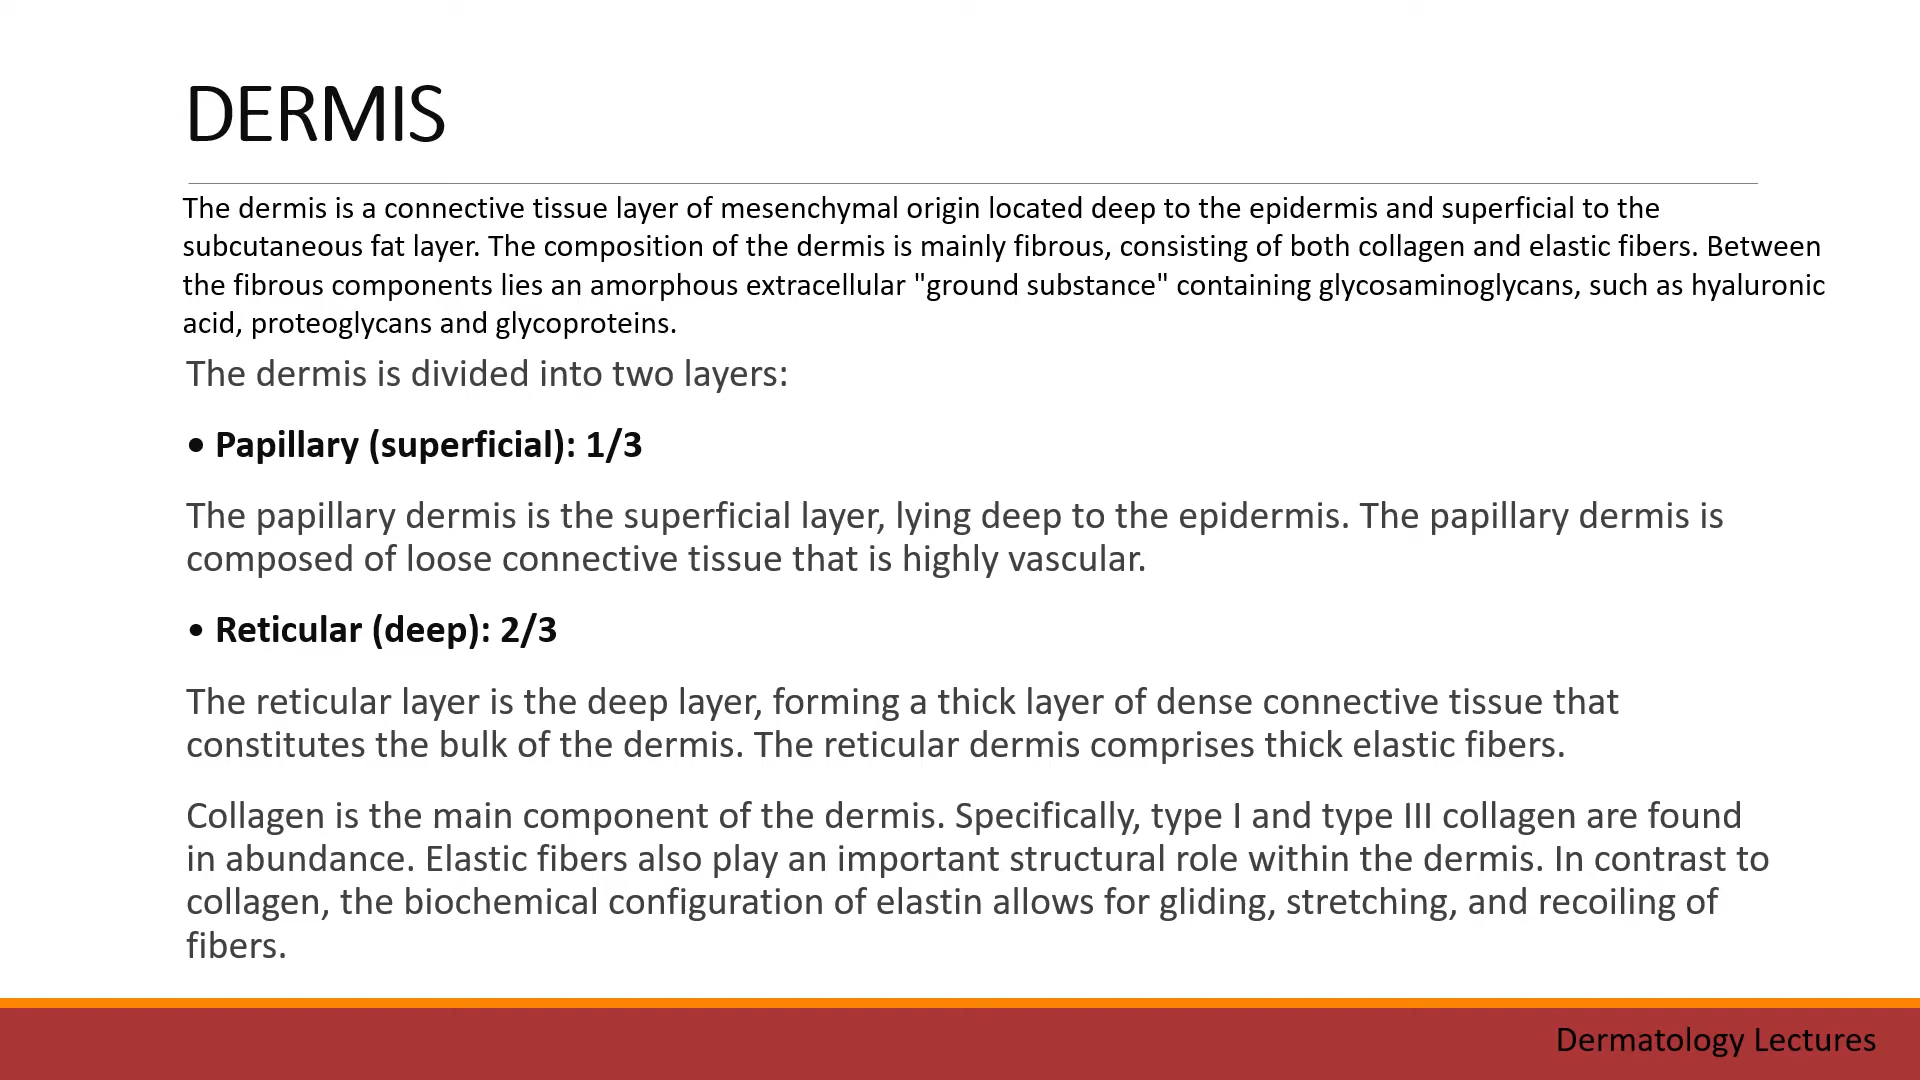 DERMIS
The dermis is a connective tissue layer of mesenchymal origin located deep to the epidermis and superficial to the
subcutaneous fat layer. The composition of the dermis is mainly fibrous, consisting of both collagen and elastic fibers. Between
the fibrous components lies an amorphous extracellular "ground substance" containing glycosaminoglycans, such as hyaluronic
acid, proteoglycans and glycoproteins.
The dermis is divided into two layers:
• Papillary (superficial): 1/3
The papillary dermis is the superficial layer, lying deep to the epidermis. The papillary dermis is
composed of loose connective tissue that is highly vascular.
• Reticular (deep): 2/3
The reticular layer is the deep layer, forming a thick layer of dense connective tissue that
constitutes the bulk of the dermis. The reticular dermis comprises thick elastic fibers.
Collagen is the main component of the dermis. Specifically, type I and type III collagen are found
in abundance. Elastic fibers also play an important structural role within the dermis. In contrast to
collagen, the biochemical configuration of elastin allows for gliding, stretching, and recoiling of
fibers.
Dermatology Lectures